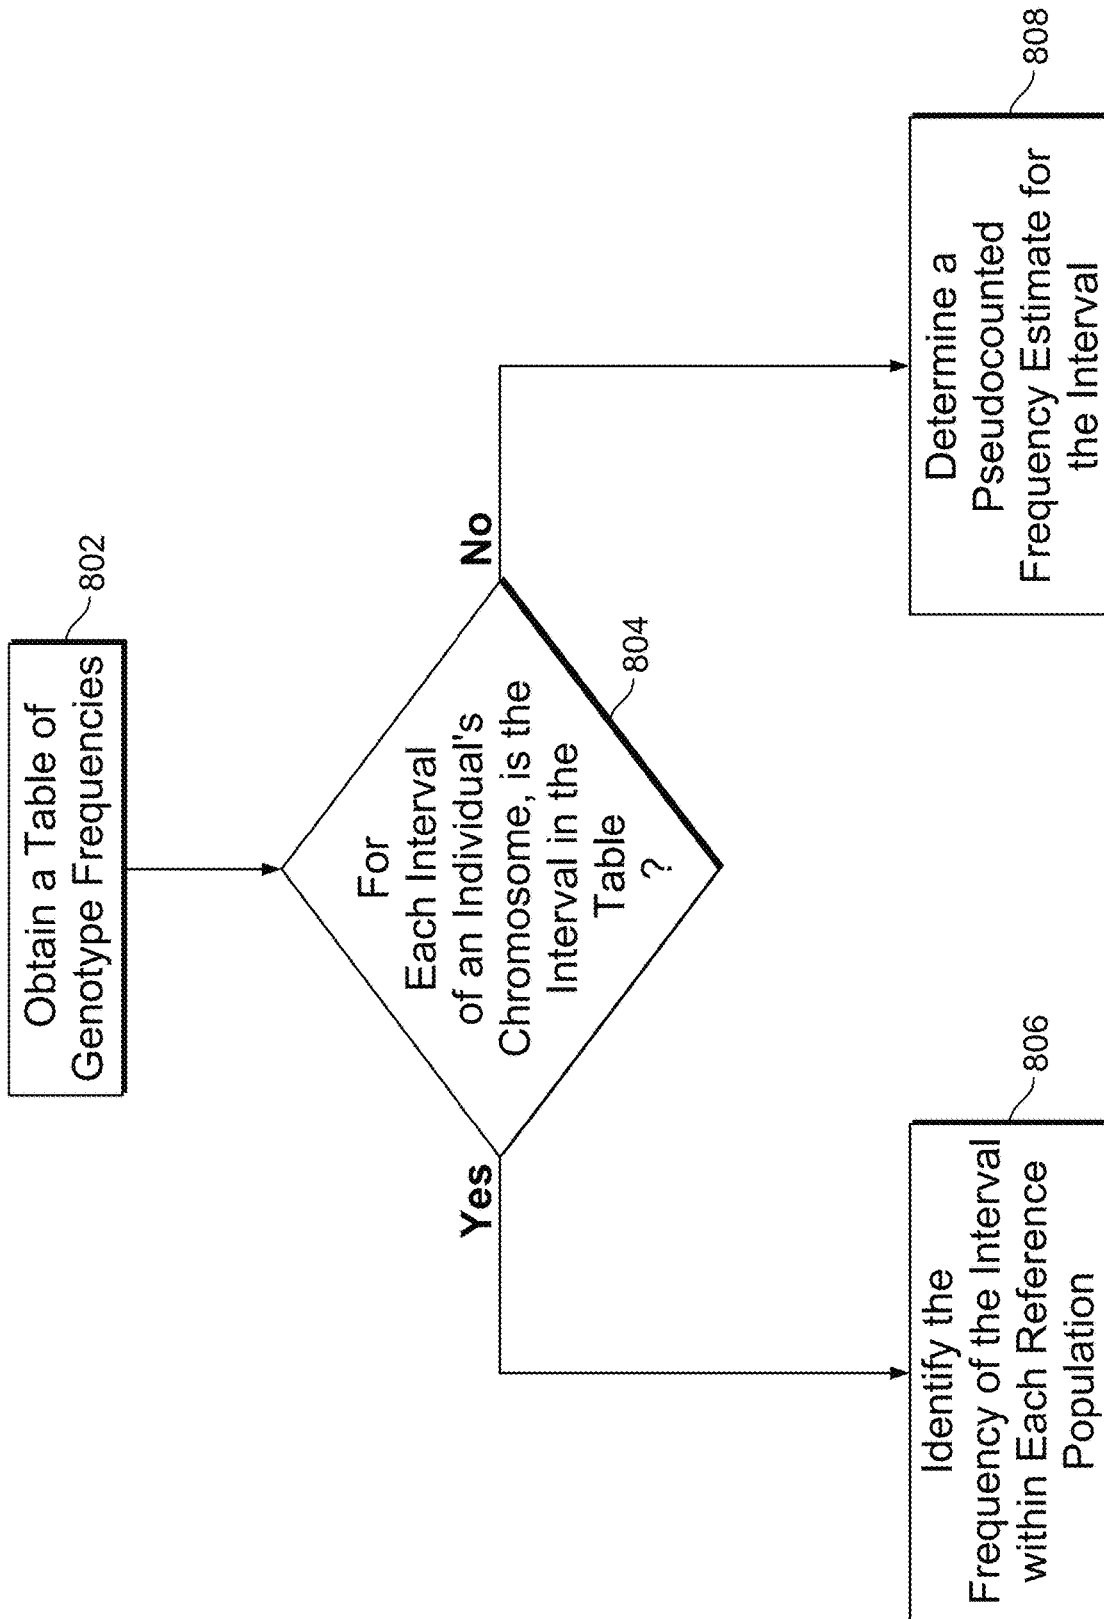 Obtain a Table of
Genotype Frequencies
802
For
Each Interval
of an Individual's
Chromosome, is the
Interval in the
Table
?
804
Yes
No
Identify the
Frequency of the Interval
within Each Reference
Population
806
Determine a
Pseudocounted
Frequency Estimate for
the Interval
808